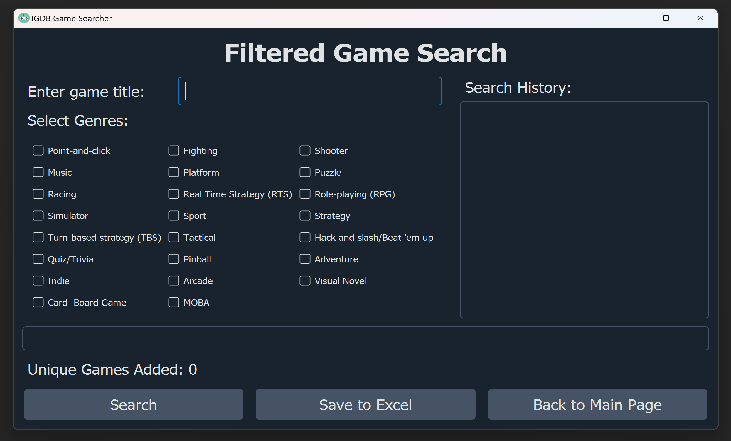 IGDB Game Searcher
Filtered Game Search
Enter game title:
Search History:
Select Genres:
Point-and-click Fighting Shooter
Music Platform Puzzle
Racing Real Time Strategy (RTS) Role-playing (RPG)
Simulator Sport Strategy
Turn-based strategy (TBS) Tactical Hack and slash/Beat 'em up
Quiz/Trivia Pinball Adventure
Indie Arcade Visual Novel
Card Board Game MOBA
Unique Games Added: 0
Search Save to Excel Back to Main Page